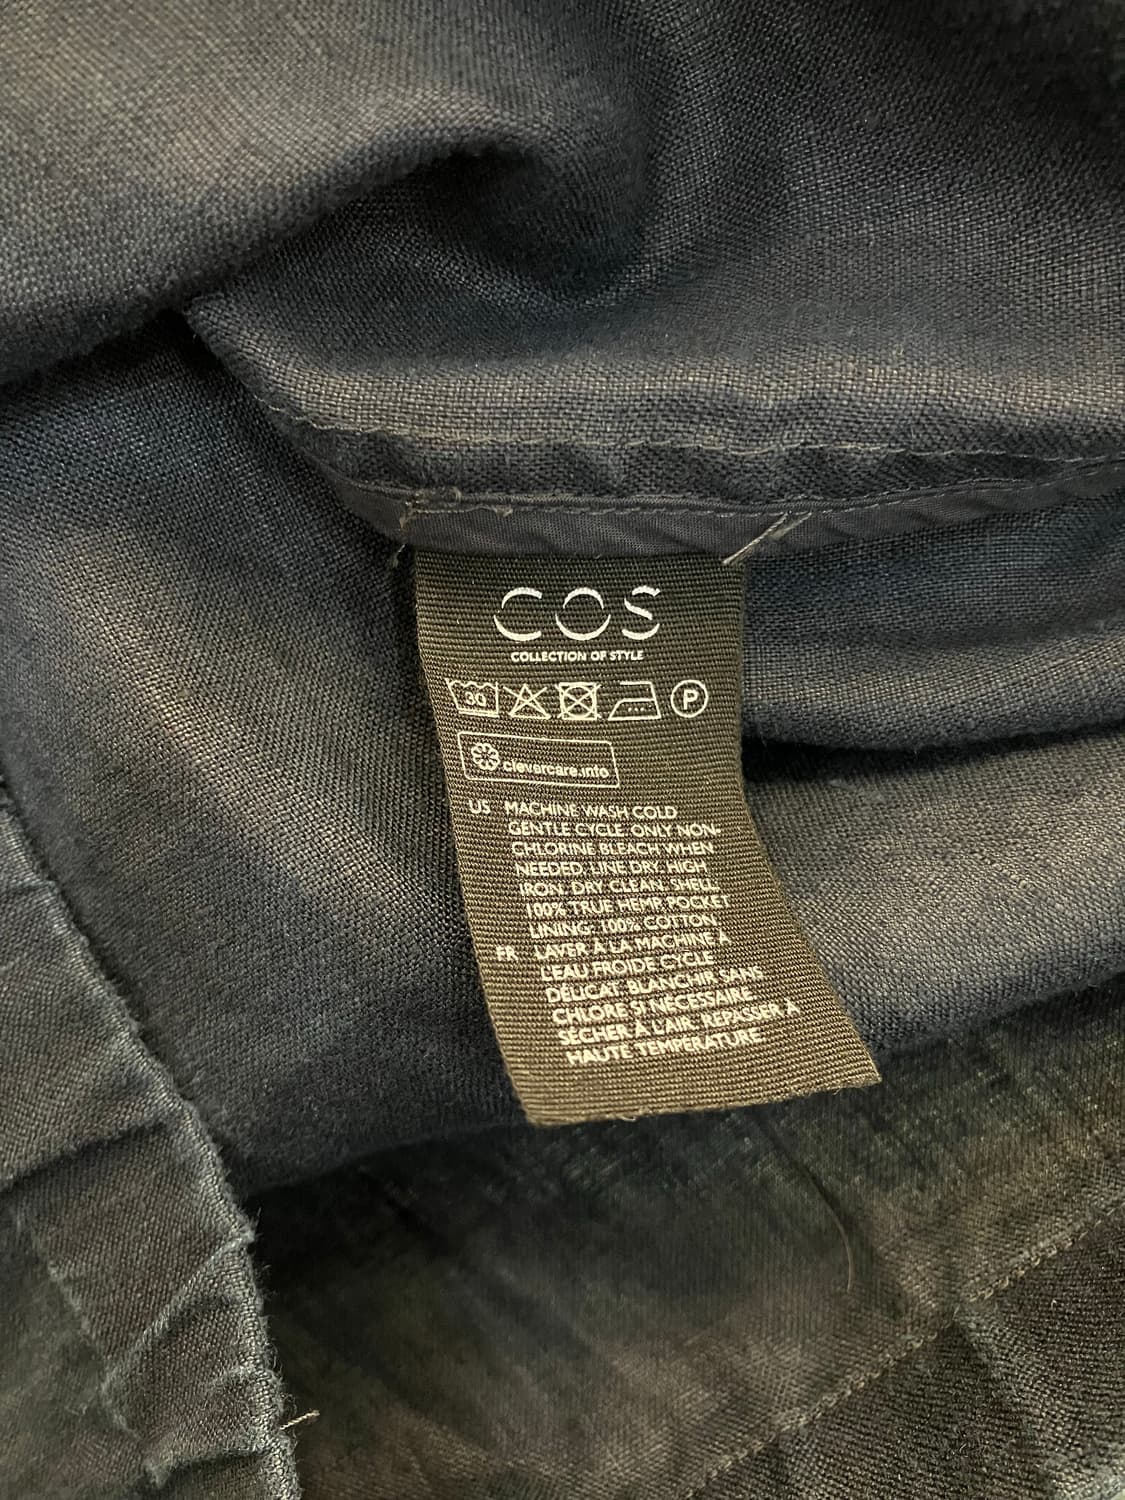 COS
COLLECTION OF STYLE
30 P
clevercare.info
US MACHINE WASH COLD
GENTLE CYCLE. ONLY NON-
CHLORINE BLEACH WHEN
NEEDED. LINE DRY. HIGH
IRON. DRY CLEAN. SHELL:
100% TRUE HEMP. POCKET
LINING: 100% COTTON.
FR LAVER À LA MACHINE À
L'EAU FROIDE CYCLE
DÉLICAT. BLANCHIR SANS
CHLORE SI NÉCESSAIRE.
SÉCHER À L'AIR. REPASSER À
HAUTE TEMPÉRATURE.